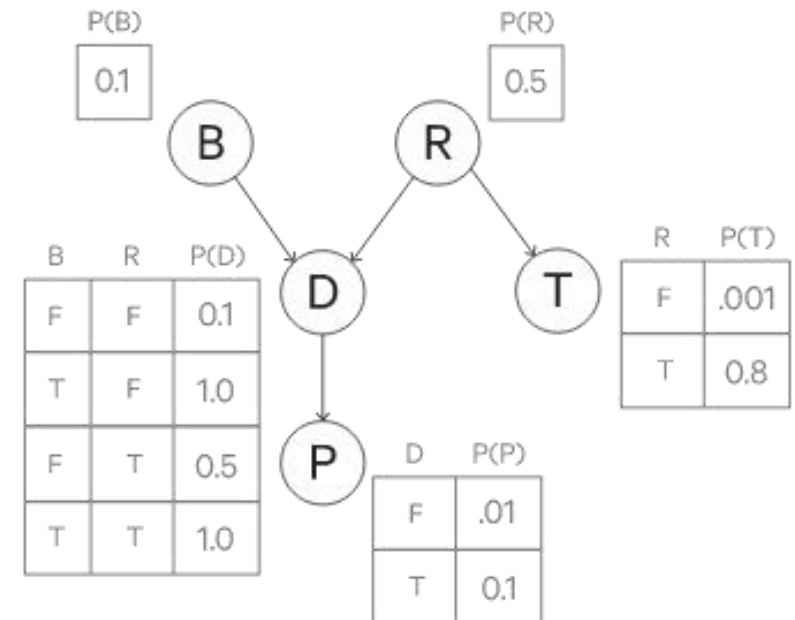 P(B)
0.1
B
P(R)
0.5
R
B R P(D)
F F 0.1
T F 1.0
F T 0.5
T T 1.0
D
T
R P(T)
F .001
T 0.8
P
D P(P)
F .01
T 0.1